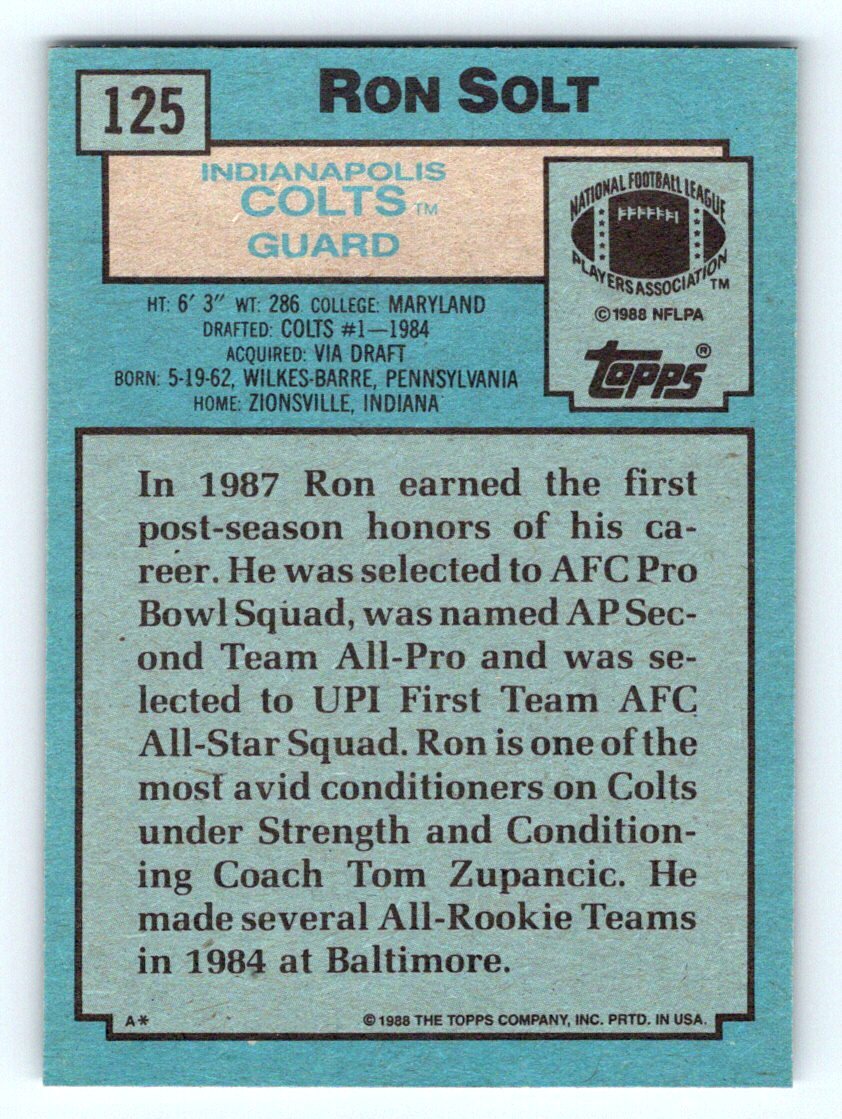 125
RON SOLT
INDIANAPOLIS
COLTS™
GUARD
NATIONAL FOOTBALL LEAGUE
PLAYERS ASSOCIATION™
©1988 NFLPA
topps®
HT: 6' 3" WT: 286 COLLEGE: MARYLAND
DRAFTED: COLTS #1—1984
ACQUIRED: VIA DRAFT
BORN: 5-19-62, WILKES-BARRE, PENNSYLVANIA
HOME: ZIONSVILLE, INDIANA
In 1987 Ron earned the first
post-season honors of his ca-
reer. He was selected to AFC Pro
Bowl Squad, was named AP Sec-
ond Team All-Pro and was se-
lected to UPI First Team AFC
All-Star Squad. Ron is one of the
most avid conditioners on Colts
under Strength and Condition-
ing Coach Tom Zupancic. He
made several All-Rookie Teams
in 1984 at Baltimore.
A*
©1988 THE TOPPS COMPANY, INC. PRTD. IN USA.